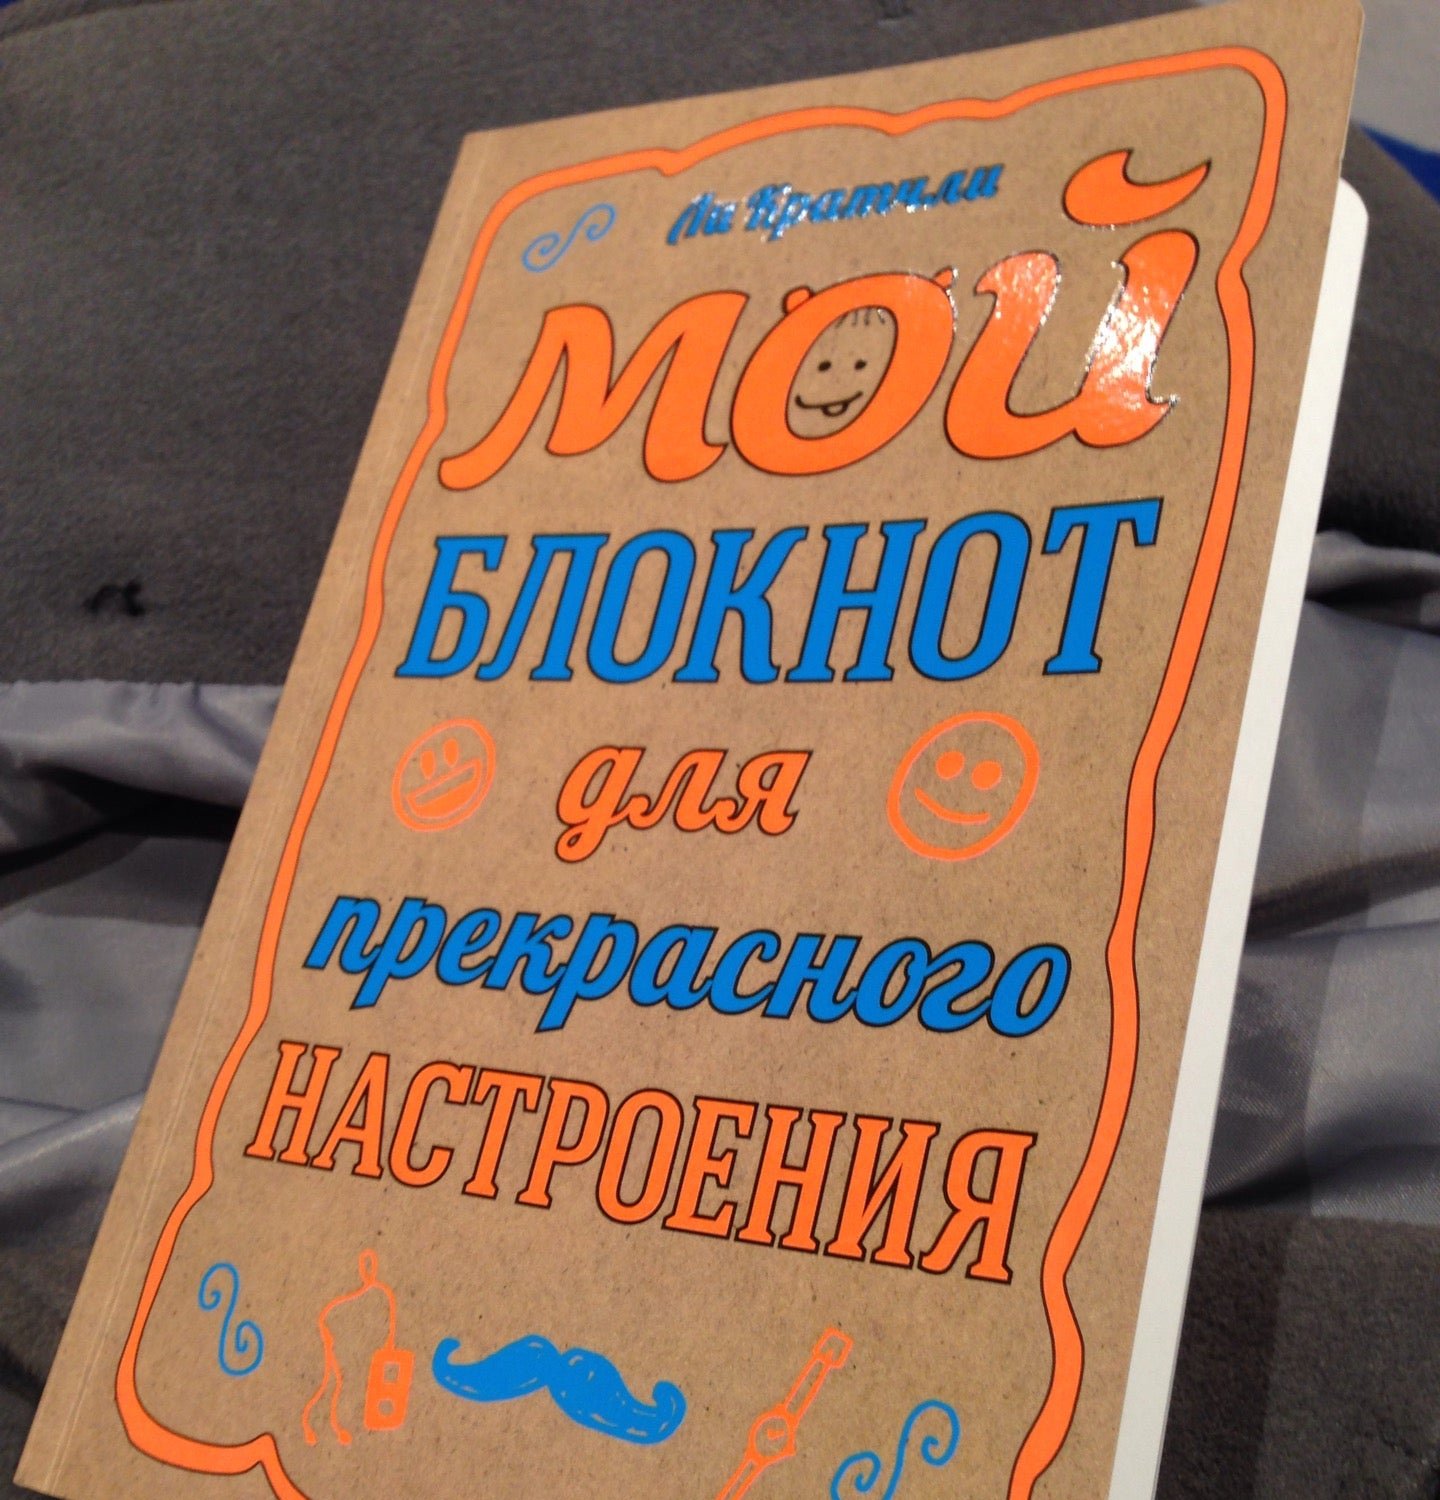 Ли Кратчли
мой
БЛОКНОТ
для
прекрасного
НАСТРОЕНИЯ